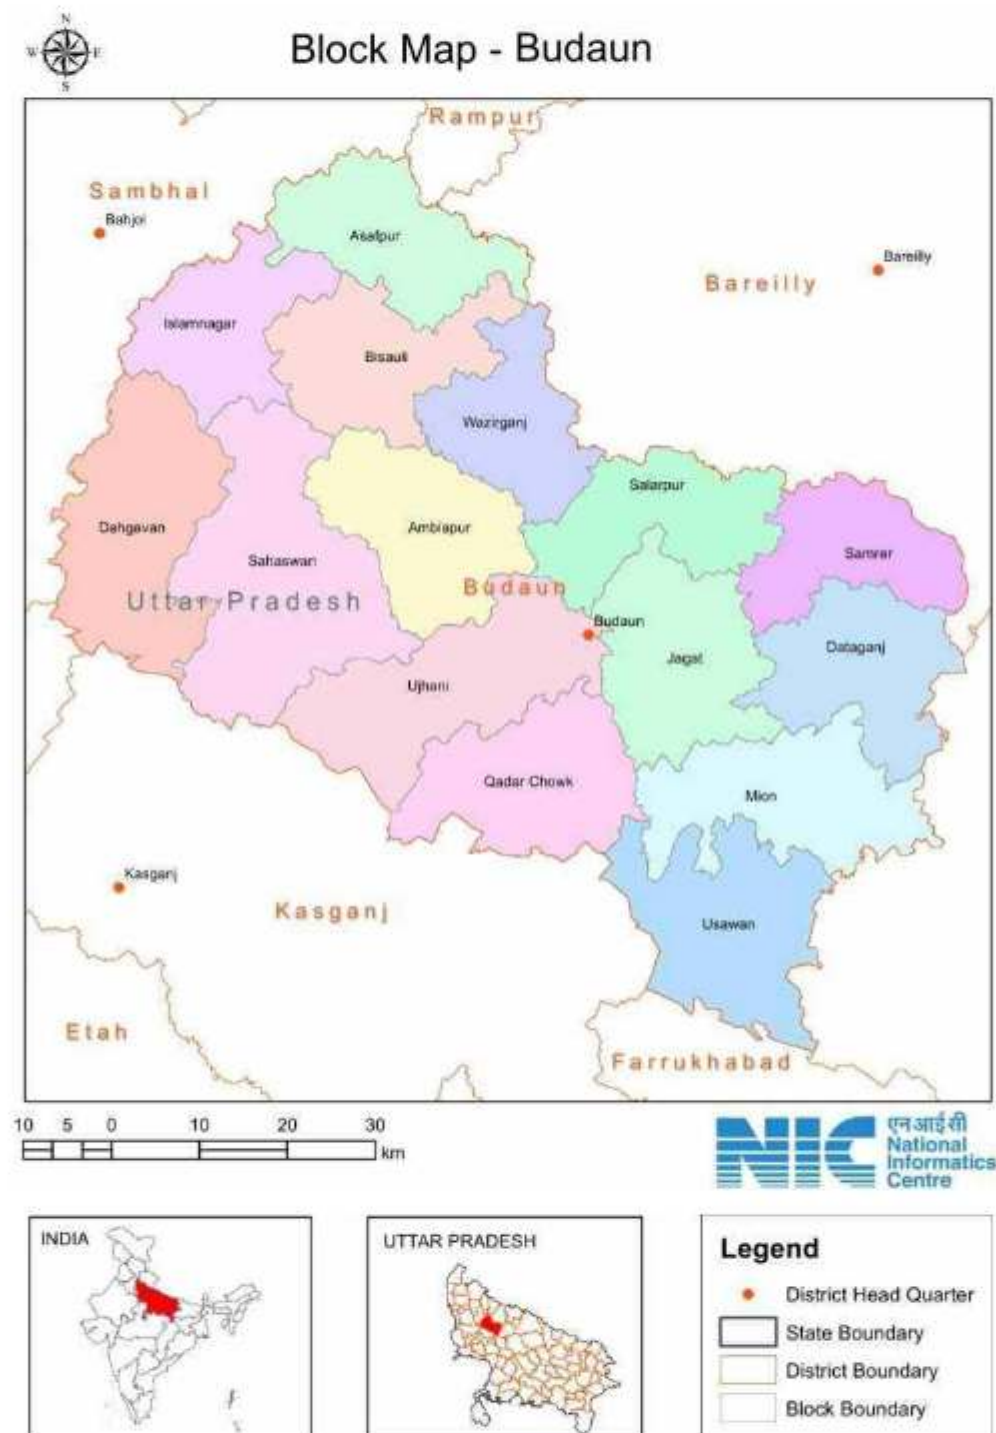 N
W E
S
Block Map - Budaun
Rampur
Sambhal
Bahjoi
Asafpur
Bareilly
Bareilly
Islamnagar
Bisauli
Wazirganj
Salarpur
Dahgavan
Ambiapur
Samrer
Sahaswan
Budaun
Uttar Pradesh
Budaun
Dataganj
Jagat
Ujhani
Qadar Chowk
Mion
Kasganj
Kasganj
Usawan
Etah
Farrukhabad
10 5 0 10 20 30
km
NIC
एनआईसी
National
Informatics
Centre
INDIA
UTTAR PRADESH
Legend
District Head Quarter
State Boundary
District Boundary
Block Boundary